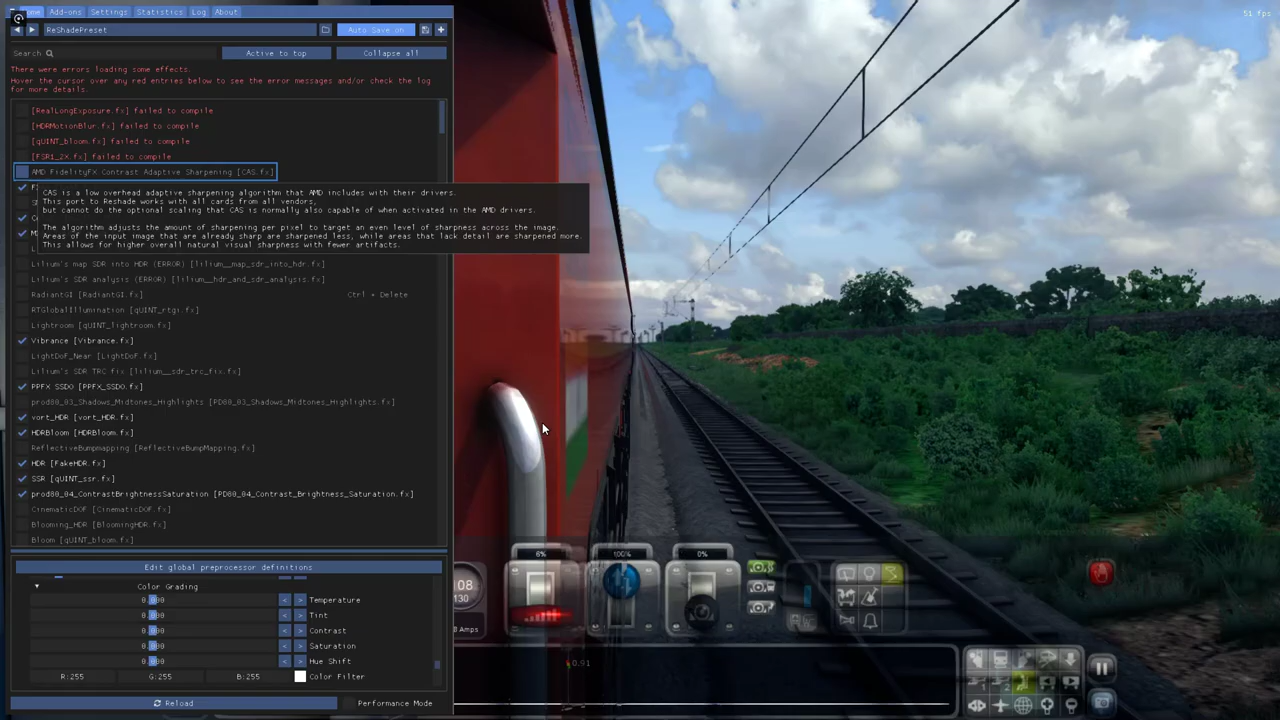 Add-ons Settings Statistics Log About
51 fps
ReShadePreset
Auto Save on
Search
Active to top
Collapse all
There were errors loading some effects.
Hover the cursor over any red entries below to see the error messages and/or check the log
for more details.
[RealLongExposure.fx] failed to compile
[HDRMotionBlur.fx] failed to compile
[qUINT_bloom.fx] failed to compile
[FSR1_2X.fx] failed to compile
AMD FidelityFX Contrast Adaptive Sharpening [CAS.fx]
CAS is a low overhead adaptive sharpening algorithm that AMD includes with their drivers.
This port to Reshade works with all cards from all vendors,
but cannot do the optional scaling that CAS is normally also capable of when activated in the AMD drivers.
The algorithm adjusts the amount of sharpening per pixel to target an even level of sharpness across the image.
Areas of the input image that are already sharp are sharpened less, while areas that lack detail are sharpened more.
This allows for higher overall natural visual sharpness with fewer artifacts.
Lilium's map SDR into HDR (ERROR) [lilium__map_sdr_into_hdr.fx]
Lilium's SDR analysis (ERROR) [lilium__hdr_and_sdr_analysis.fx]
RadiantGI [RadiantGI.fx] Ctrl + Delete
RTGlobalIllumination [qUINT_rtgi.fx]
Lightroom [qUINT_lightroom.fx]
Vibrance [Vibrance.fx]
LightDoF_Near [LightDoF.fx]
Lilium's SDR TRC fix [lilium__sdr_trc_fix.fx]
PPFX SSDO [PPFX_SSDO.fx]
prod80_03_Shadows_Midtones_Highlights [PD80_03_Shadows_Midtones_Highlights.fx]
vort_HDR [vort_HDR.fx]
HDRBloom [HDRBloom.fx]
ReflectiveBumpmapping [ReflectiveBumpMapping.fx]
HDR [FakeHDR.fx]
SSR [qUINT_ssr.fx]
prod80_04_ContrastBrightnessSaturation [PD80_04_Contrast_Brightness_Saturation.fx]
CinematicDOF [CinematicDOF.fx]
Blooming_HDR [BloomingHDR.fx]
Bloom [qUINT_bloom.fx]
6% 100% 0%
Edit global preprocessor definitions
Color Grading
Temperature
Tint
Contrast
Saturation
Hue Shift
R:255 G:255 B:255 Color Filter
Reload
Performance Mode
08
130
8 Amps
0.91